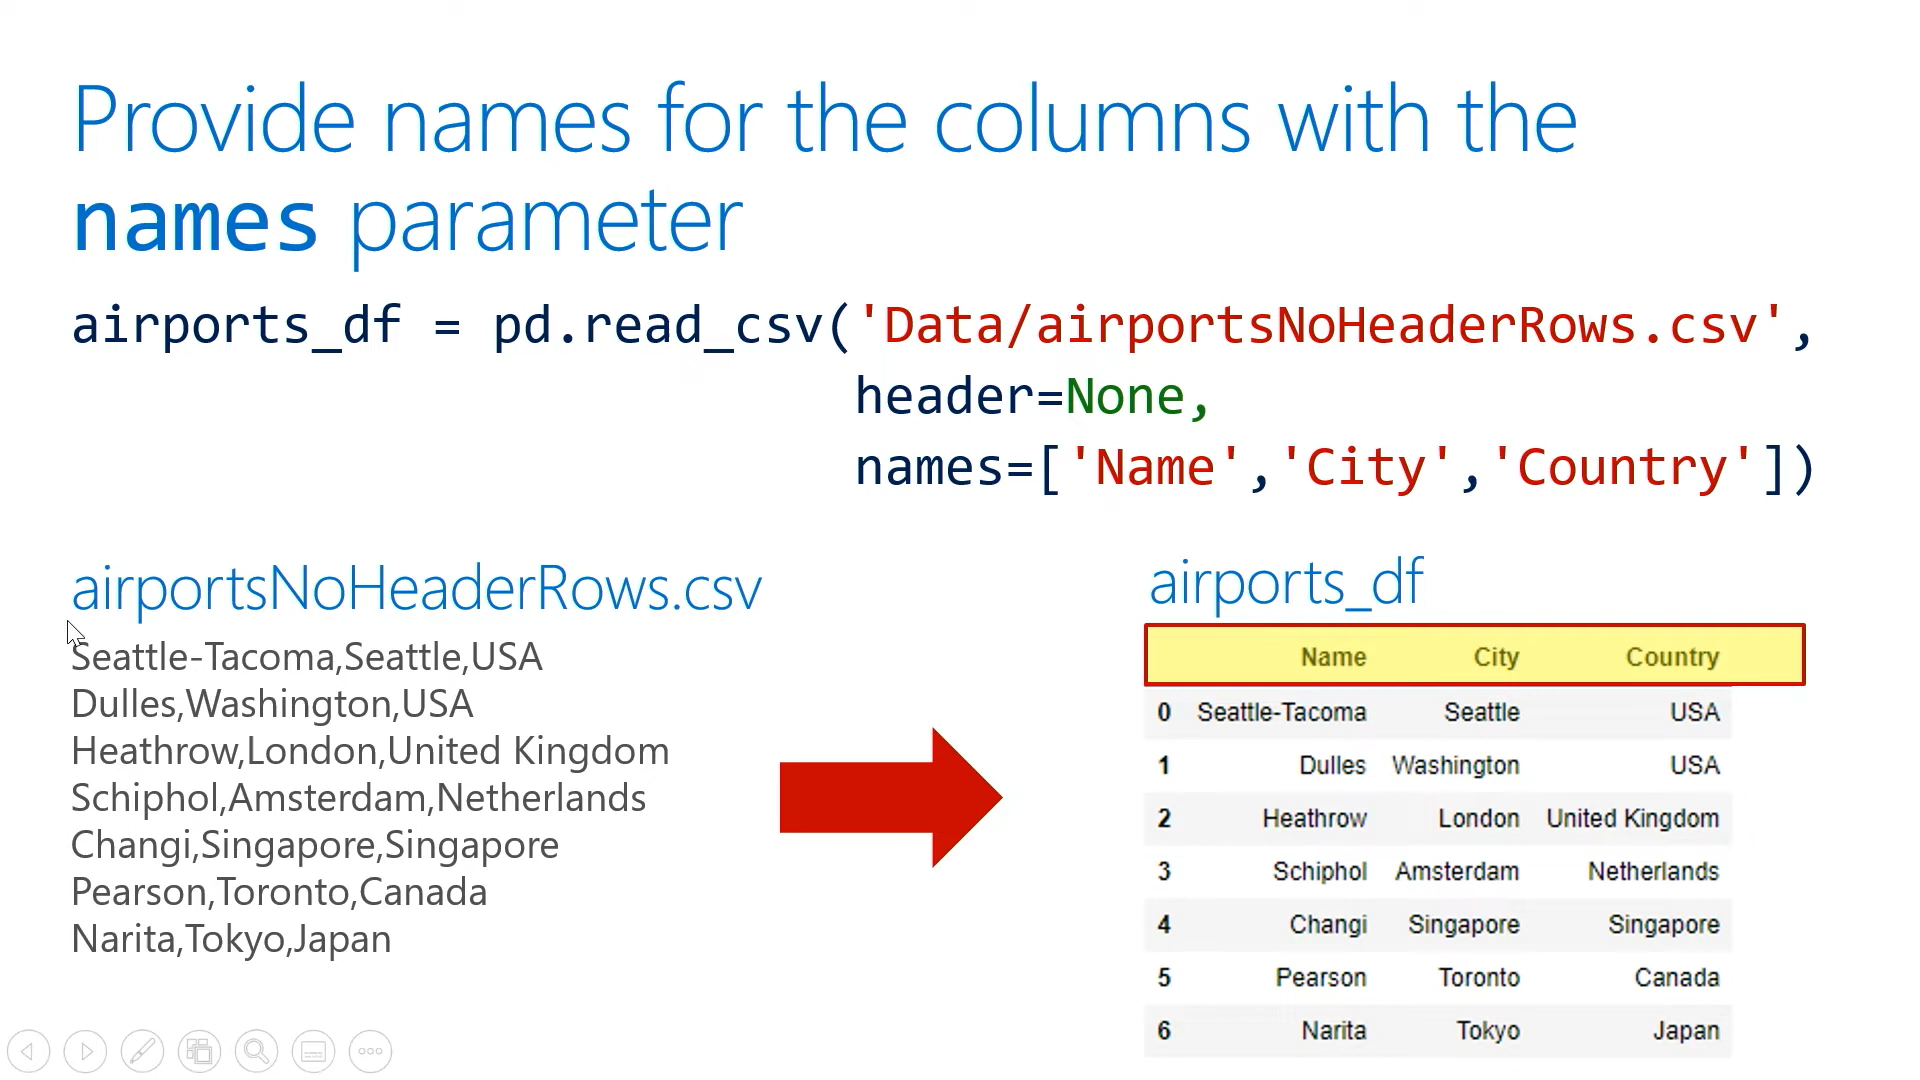 Provide names for the columns with the
names parameter
airports_df = pd.read_csv('Data/airportsNoHeaderRows.csv',
header=None,
names=['Name','City','Country'])
airportsNoHeaderRows.csv
Seattle-Tacoma,Seattle,USA
Dulles,Washington,USA
Heathrow,London,United Kingdom
Schiphol,Amsterdam,Netherlands
Changi,Singapore,Singapore
Pearson,Toronto,Canada
Narita,Tokyo,Japan
airports_df
Name City Country
0 Seattle-Tacoma Seattle USA
1 Dulles Washington USA
2 Heathrow London United Kingdom
3 Schiphol Amsterdam Netherlands
4 Changi Singapore Singapore
5 Pearson Toronto Canada
6 Narita Tokyo Japan